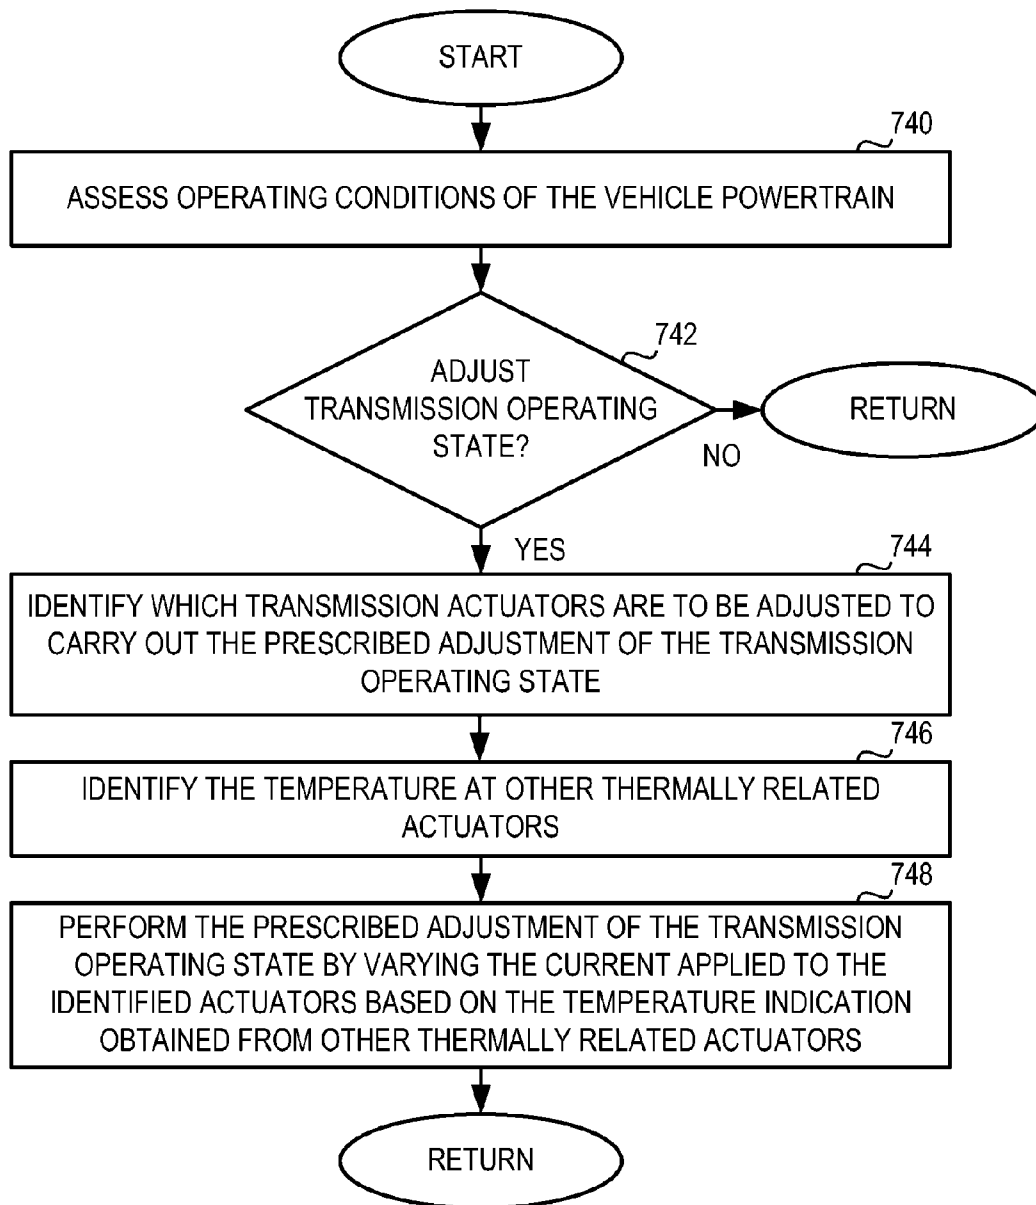 START
740
ASSESS OPERATING CONDITIONS OF THE VEHICLE POWERTRAIN
742
ADJUST
TRANSMISSION OPERATING
STATE?
RETURN
NO
YES
744
IDENTIFY WHICH TRANSMISSION ACTUATORS ARE TO BE ADJUSTED TO
CARRY OUT THE PRESCRIBED ADJUSTMENT OF THE TRANSMISSION
OPERATING STATE
746
IDENTIFY THE TEMPERATURE AT OTHER THERMALLY RELATED
ACTUATORS
748
PERFORM THE PRESCRIBED ADJUSTMENT OF THE TRANSMISSION
OPERATING STATE BY VARYING THE CURRENT APPLIED TO THE
IDENTIFIED ACTUATORS BASED ON THE TEMPERATURE INDICATION
OBTAINED FROM OTHER THERMALLY RELATED ACTUATORS
RETURN